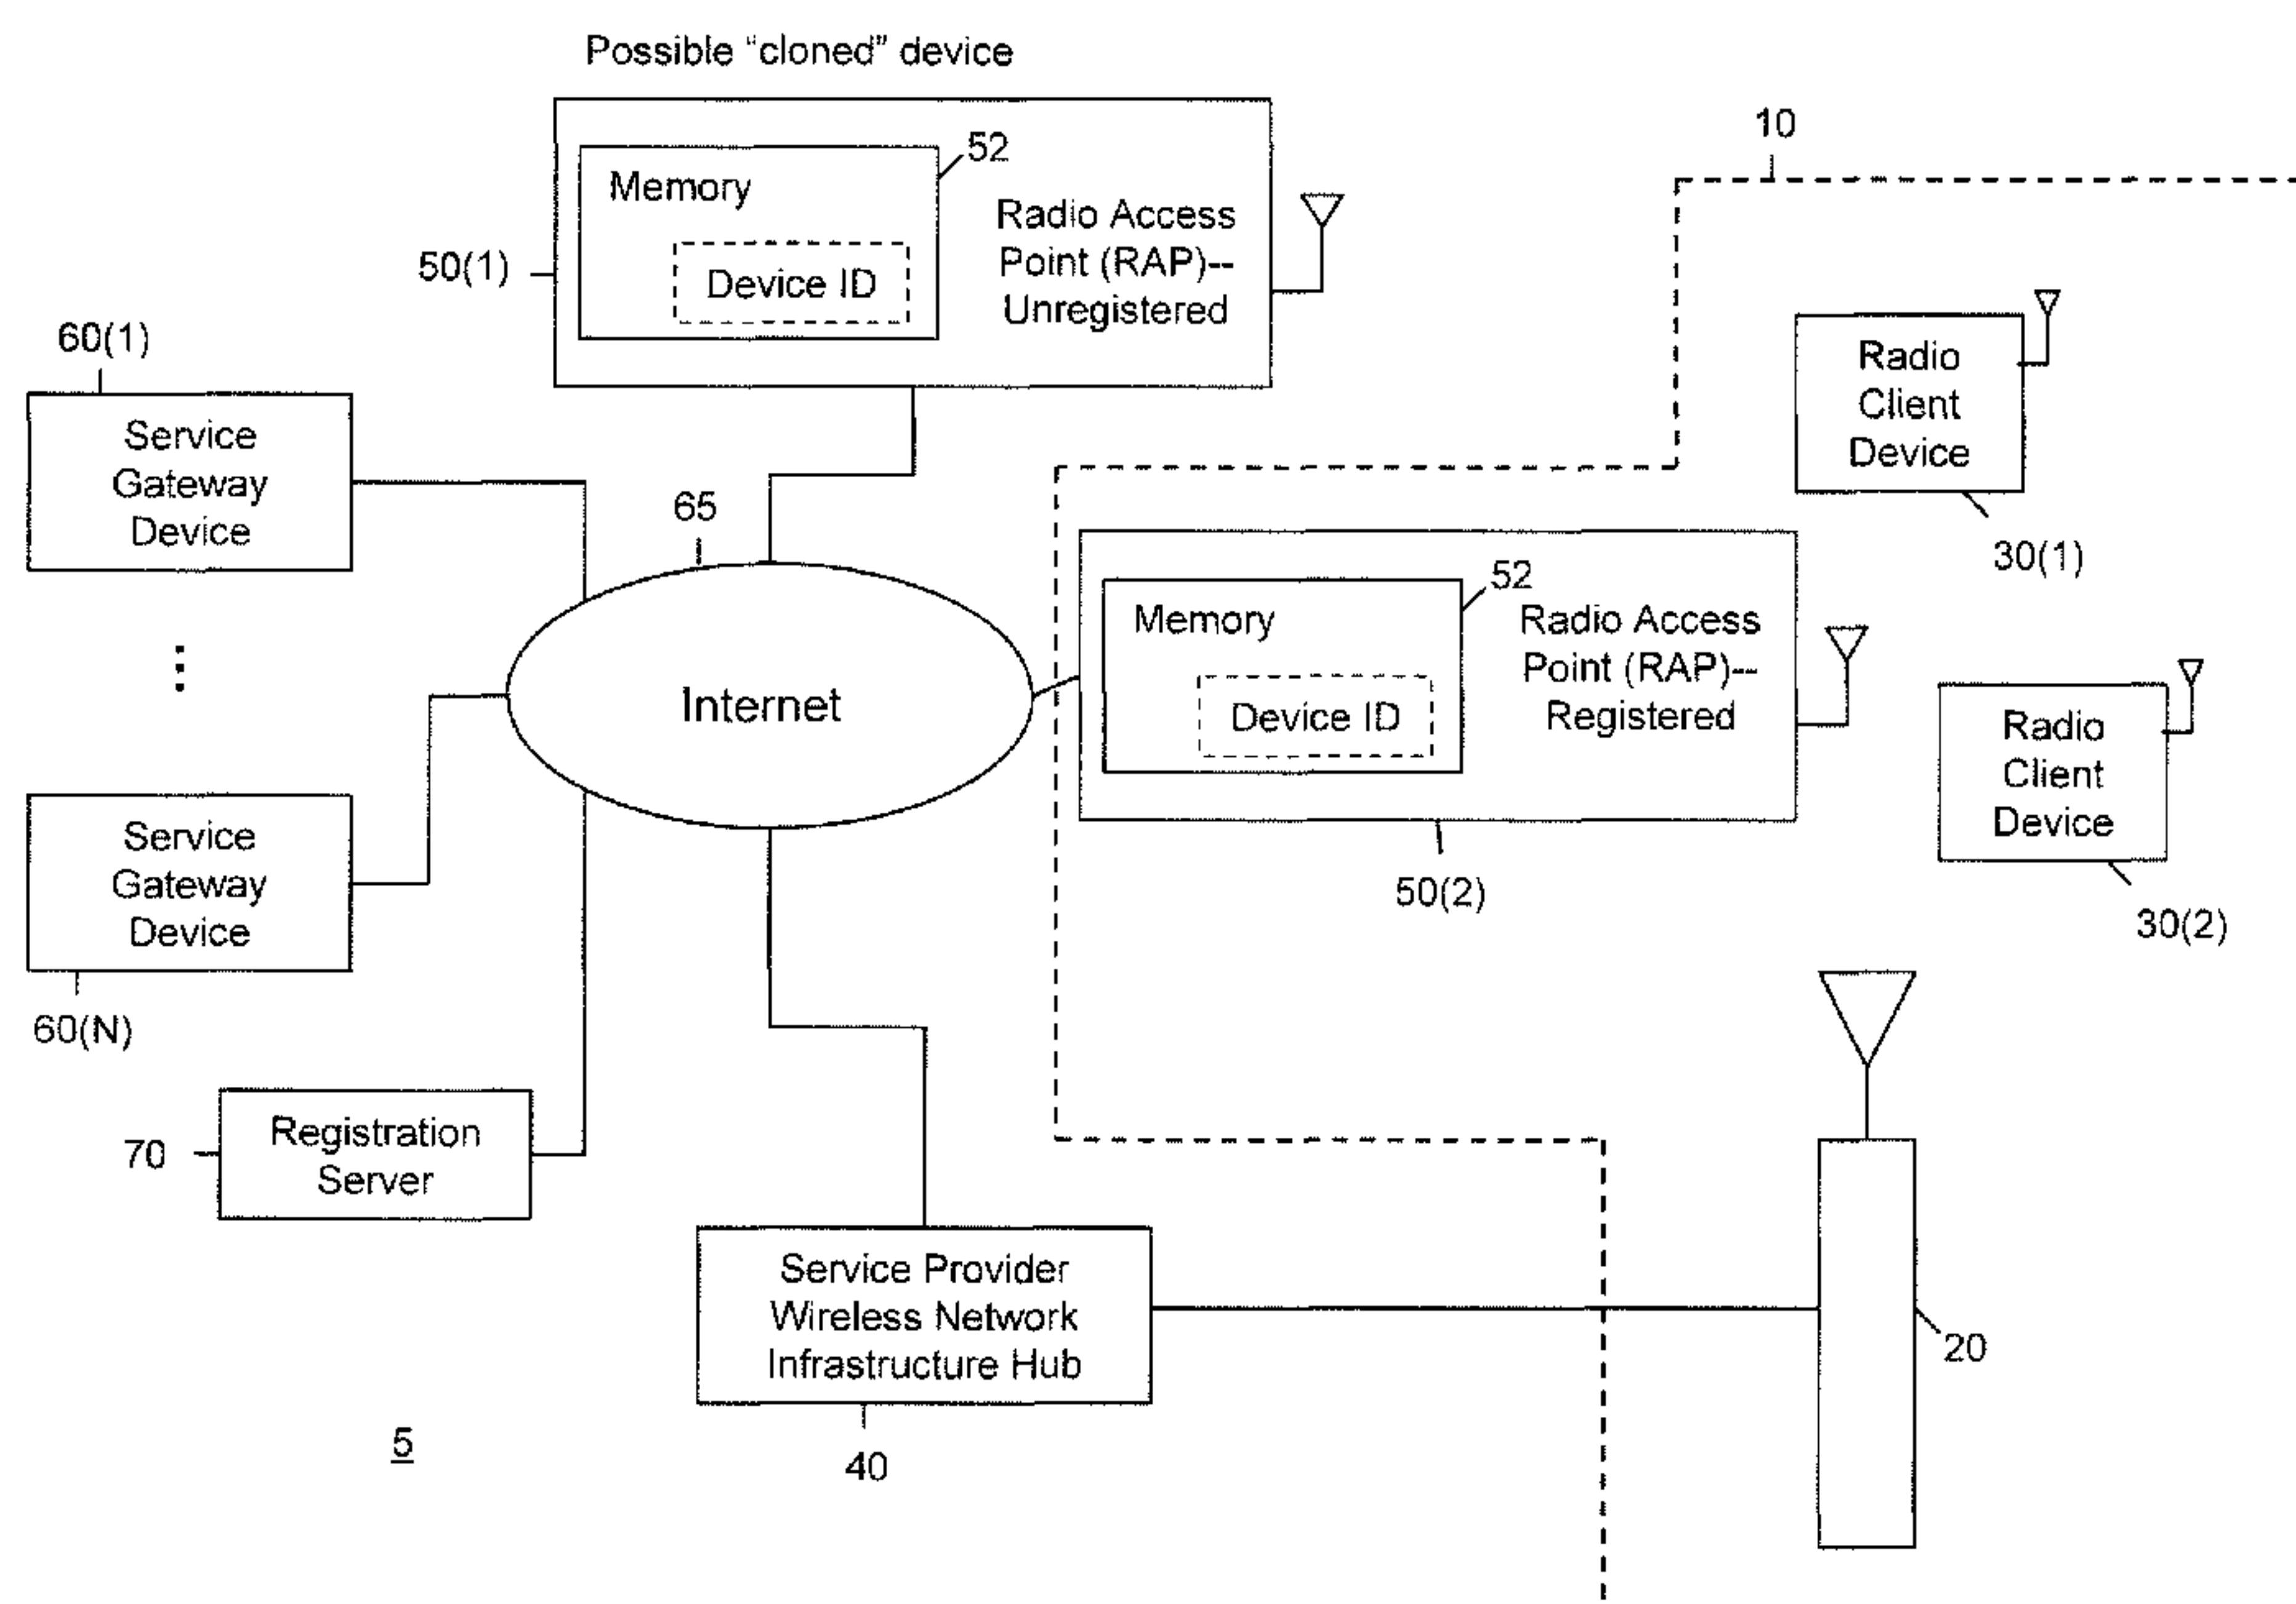 Possible “cloned” device
10
52
Memory
Radio Access
Point (RAP)--
Unregistered
Device ID
50(1)
60(1)
Service
Gateway
Device
Radio
Client
Device
30(1)
65
Internet
52
Memory
Radio Access
Point (RAP)--
Registered
Device ID
50(2)
Radio
Client
Device
30(2)
Service
Gateway
Device
60(N)
70
Registration
Server
Service Provider
Wireless Network
Infrastructure Hub
40
20
5